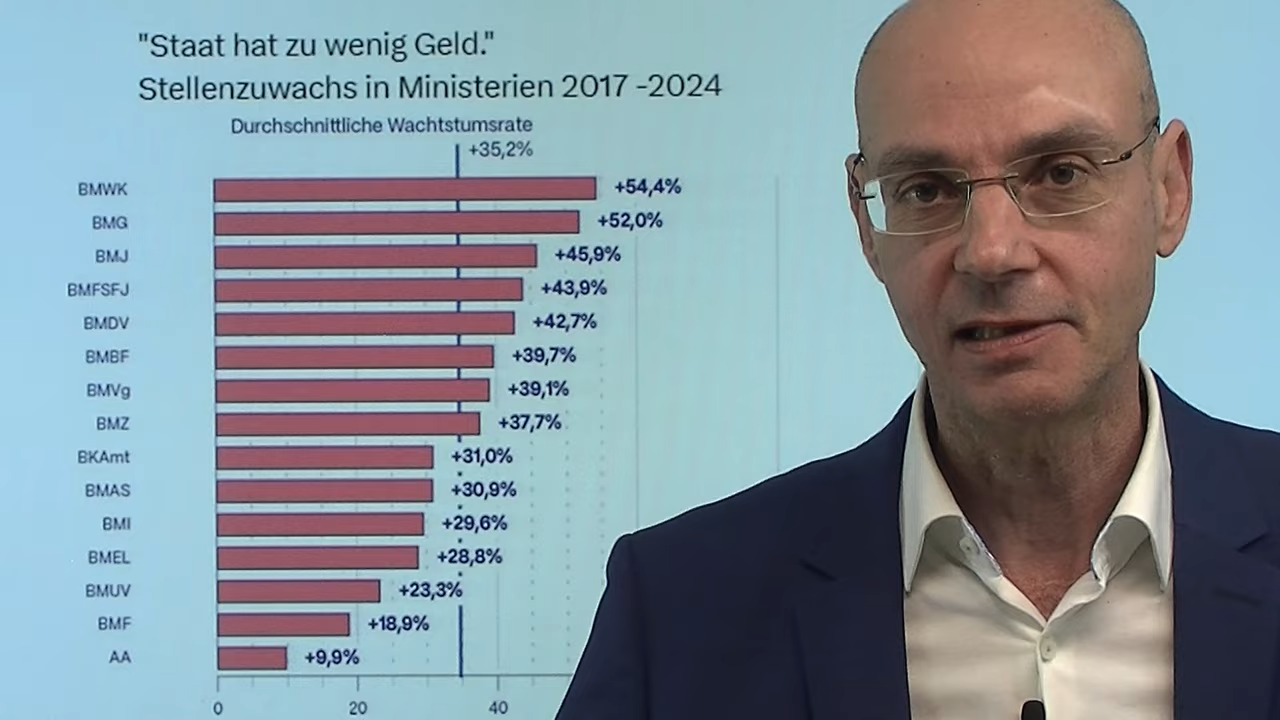 "Staat hat zu wenig Geld."
Stellenzuwachs in Ministerien 2017 -2024
Durchschnittliche Wachtstumsrate
+35,2%
BMWK +54,4%
BMG +52,0%
BMJ +45,9%
BMFSFJ +43,9%
BMDV +42,7%
BMBF +39,7%
BMVg +39,1%
BMZ +37,7%
BKAmt +31,0%
BMAS +30,9%
BMI +29,6%
BMEL +28,8%
BMUV +23,3%
BMF +18,9%
AA +9,9%
0 20 40